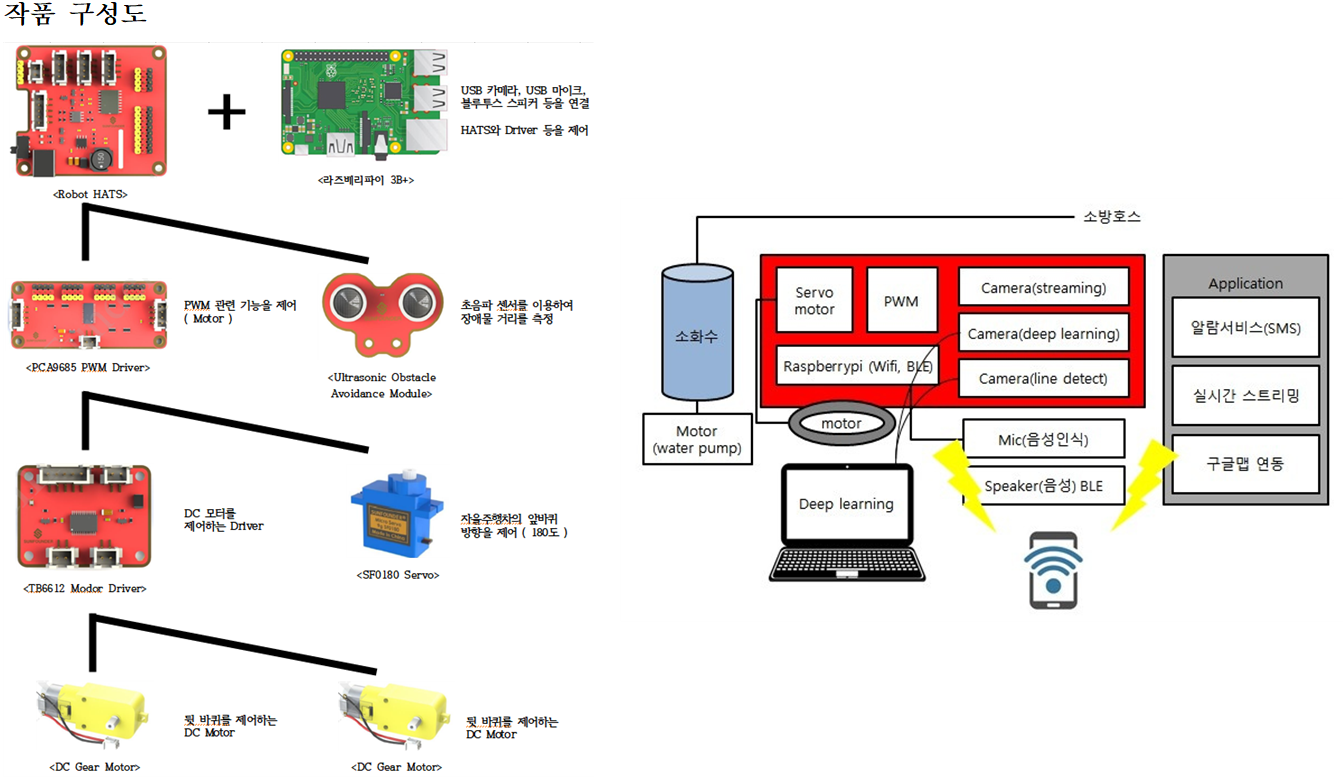 작품 구성도
USB 카메라, USB 마이크,
블루투스 스피커 등을 연결
HATS와 Driver 등을 제어
<Robot HATS>
<라즈베리파이 3B+>
PWM 관련 기능을 제어
( Motor )
초음파 센서를 이용하여
장애물 거리를 측정
<PCA9685 PWM Driver>
<Ultrasonic Obstacle
Avoidance Module>
DC 모터를
제어하는 Driver
자율주행차의 앞바퀴
방향을 제어 ( 180도 )
<TB6612 Modor Driver>
<SF0180 Servo>
뒷 바퀴를 제어하는
DC Motor
뒷 바퀴를 제어하는
DC Motor
<DC Gear Motor>
<DC Gear Motor>
소방호스
소화수
Motor
(water pump)
Servo
motor
PWM
Raspberrypi (Wifi, BLE)
Camera(streaming)
Camera(deep learning)
Camera(line detect)
motor
Mic(음성인식)
Speaker(음성) BLE
Deep learning
Application
알람서비스(SMS)
실시간 스트리밍
구글맵 연동